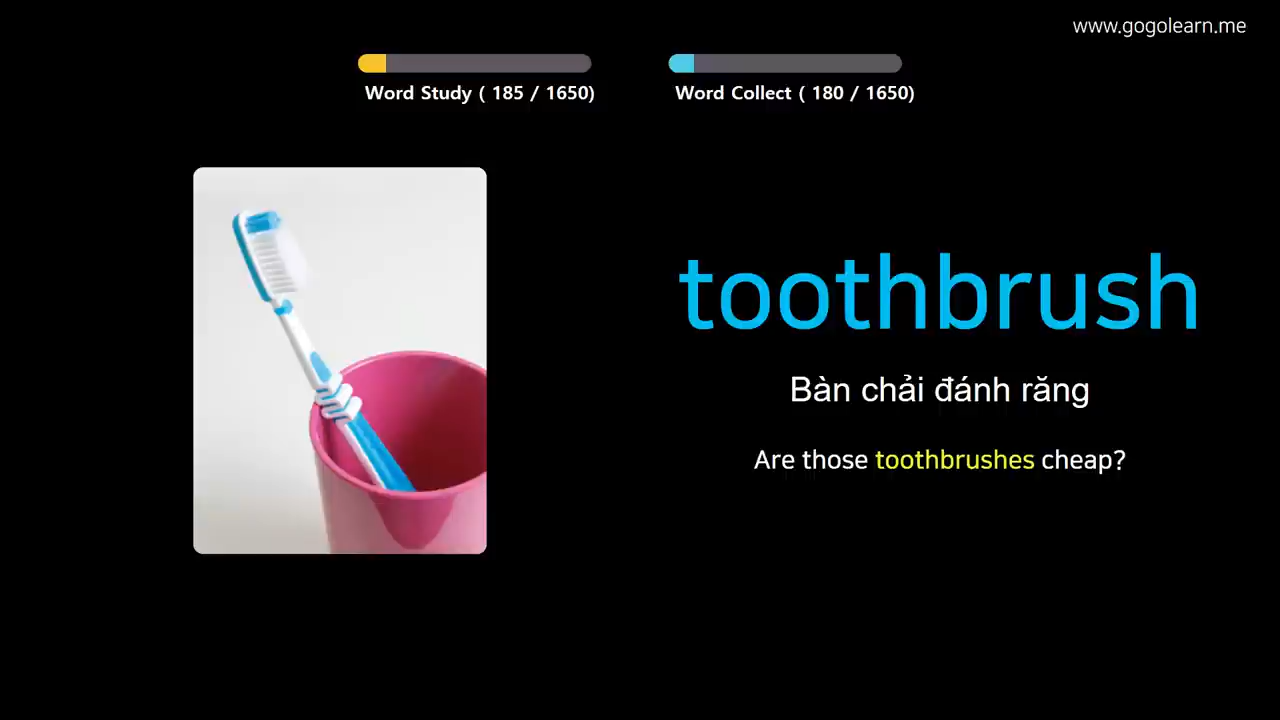 www.gogolearn.me
Word Study ( 185 / 1650)
Word Collect ( 180 / 1650)
toothbrush
Bàn chải đánh răng
Are those toothbrushes cheap?